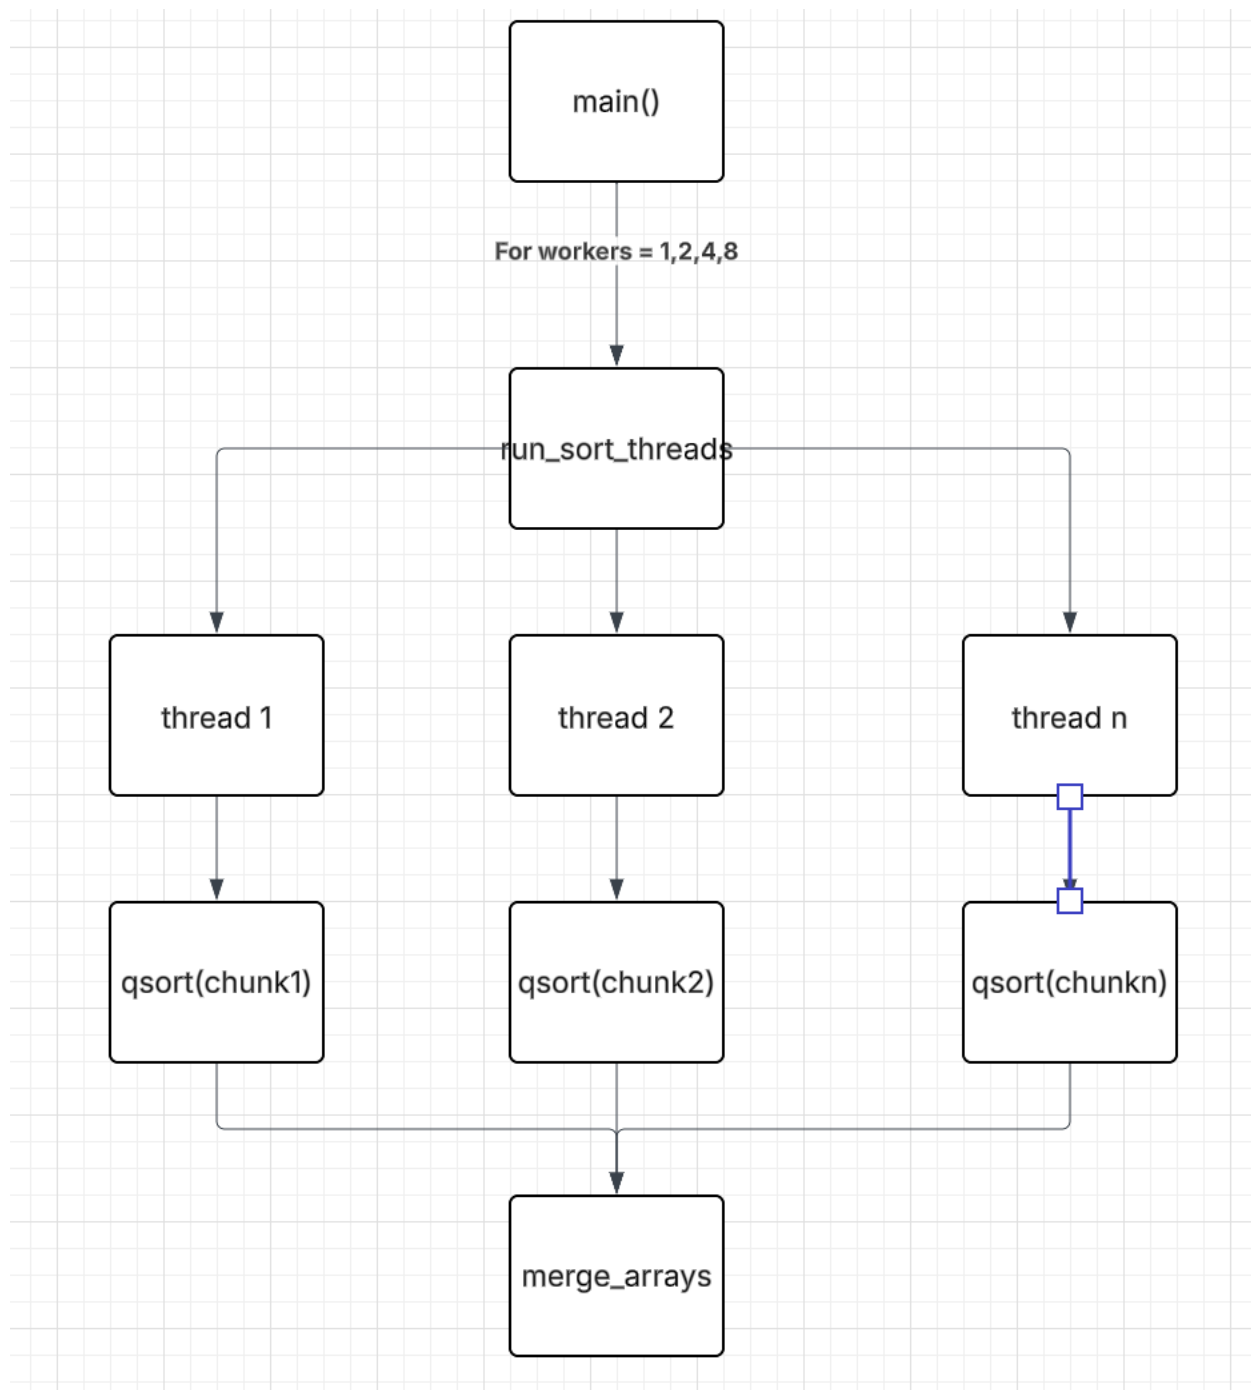 main()
For workers = 1,2,4,8
run_sort_threads
thread 1
thread 2
thread n
qsort(chunk1)
qsort(chunk2)
qsort(chunkn)
merge_arrays